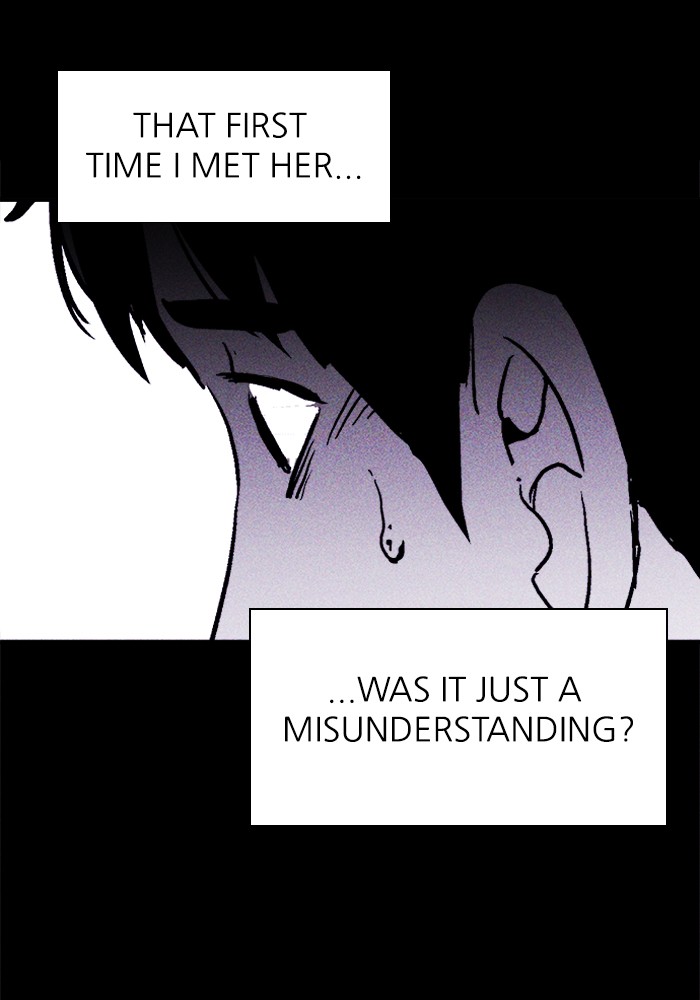 THAT FIRST
TIME I MET HER...
...WAS IT JUST A
MISUNDERSTANDING?